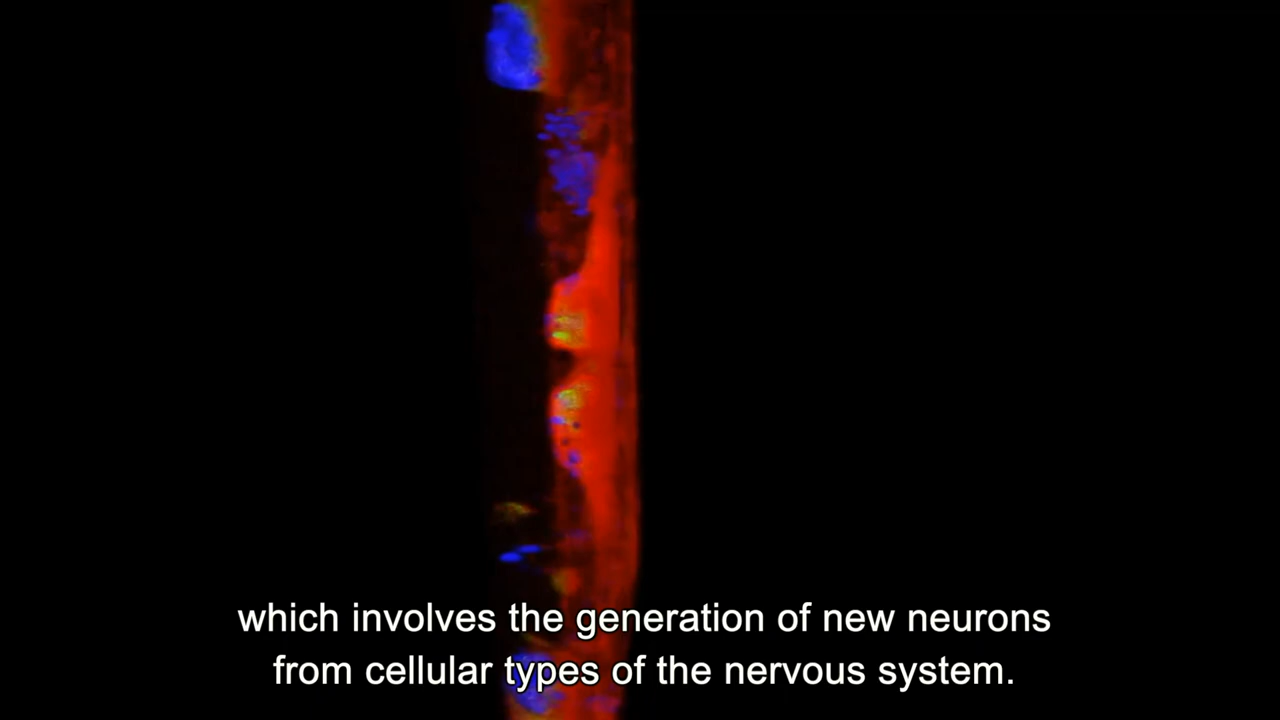 which involves the generation of new neurons
from cellular types of the nervous system.